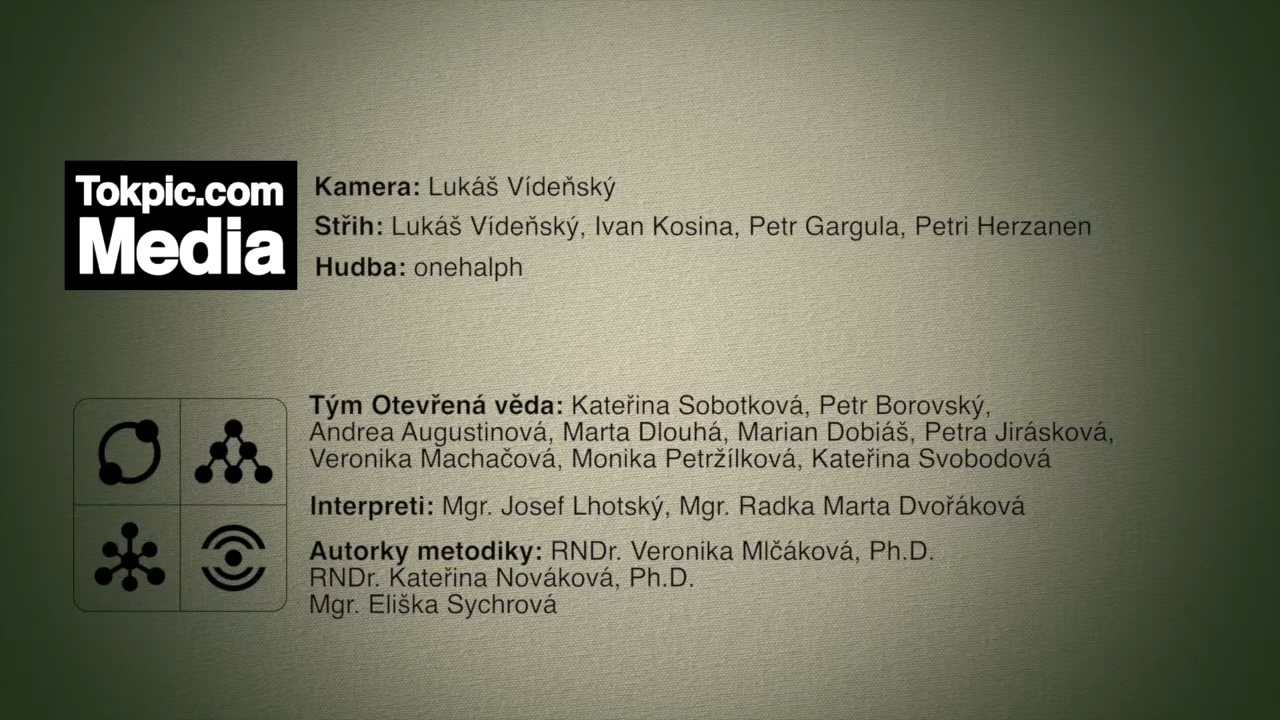 Tokpic.com
Media
Kamera: Lukáš Vídeňský
Střih: Lukáš Vídeňský, Ivan Kosina, Petr Gargula, Petri Herzanen
Hudba: onehalph
Tým Otevřená věda: Kateřina Sobotková, Petr Borovský,
Andrea Augustinová, Marta Dlouhá, Marian Dobiáš, Petra Jirásková,
Veronika Machačová, Monika Petržílková, Kateřina Svobodová
Interpreti: Mgr. Josef Lhotský, Mgr. Radka Marta Dvořáková
Autorky metodiky: RNDr. Veronika Mlčáková, Ph.D.
RNDr. Kateřina Nováková, Ph.D.
Mgr. Eliška Sychrová